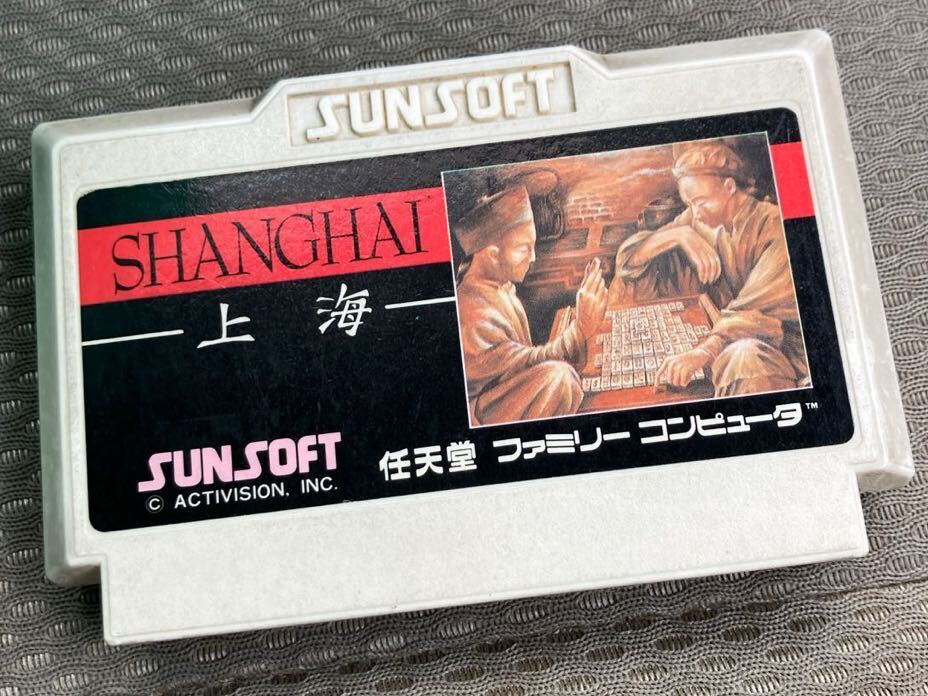 SUNSOFT
SHANGHAI
上海
SUNSOFT
© ACTIVISION, INC.
任天堂 ファミリー コンピュータ™